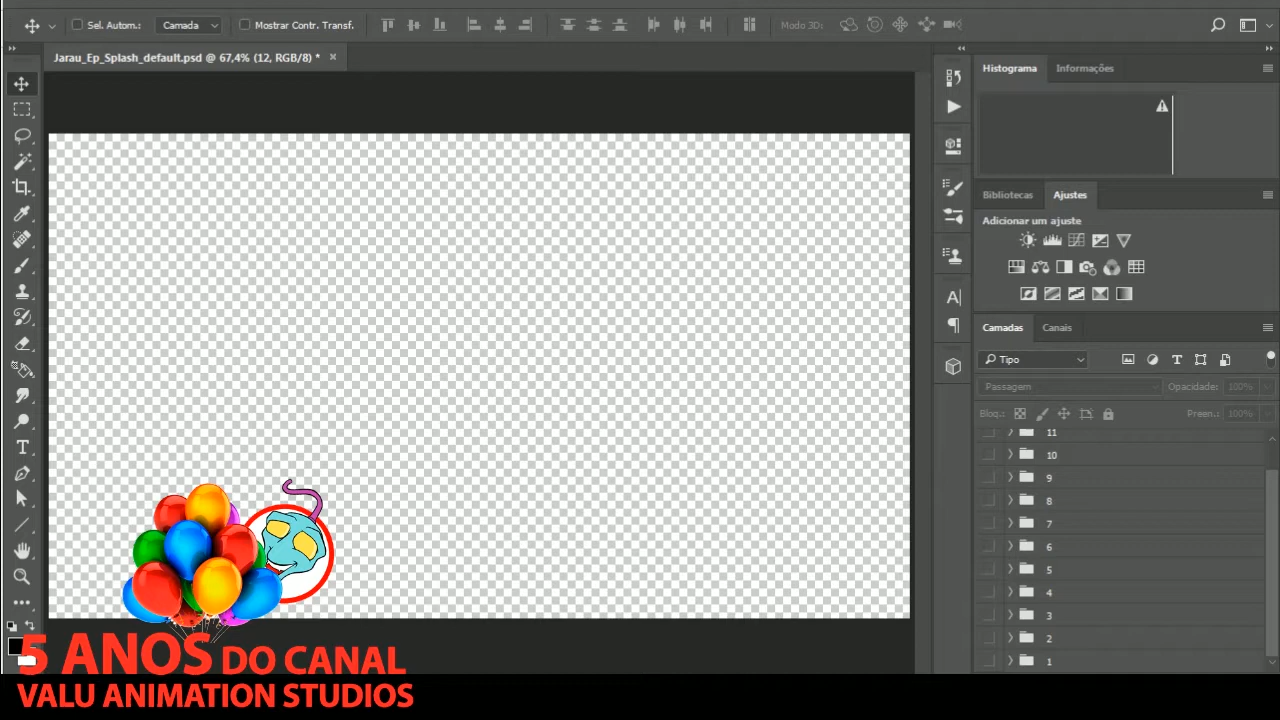 Sel. Autom.: Camada Mostrar Contr. Transf. Modo 3D:
Jarau_Ep_Splash_default.psd @ 67,4% (12, RGB/8) * ×
Histograma Informações
Bibliotecas Ajustes
Adicionar um ajuste
Camadas Canais
Tipo
Passagem Opacidade: 100%
Bloq.: Preen.: 100%
11
10
9
8
7
6
5
4
3
2
1
5 ANOS DO CANAL
VALU ANIMATION STUDIOS